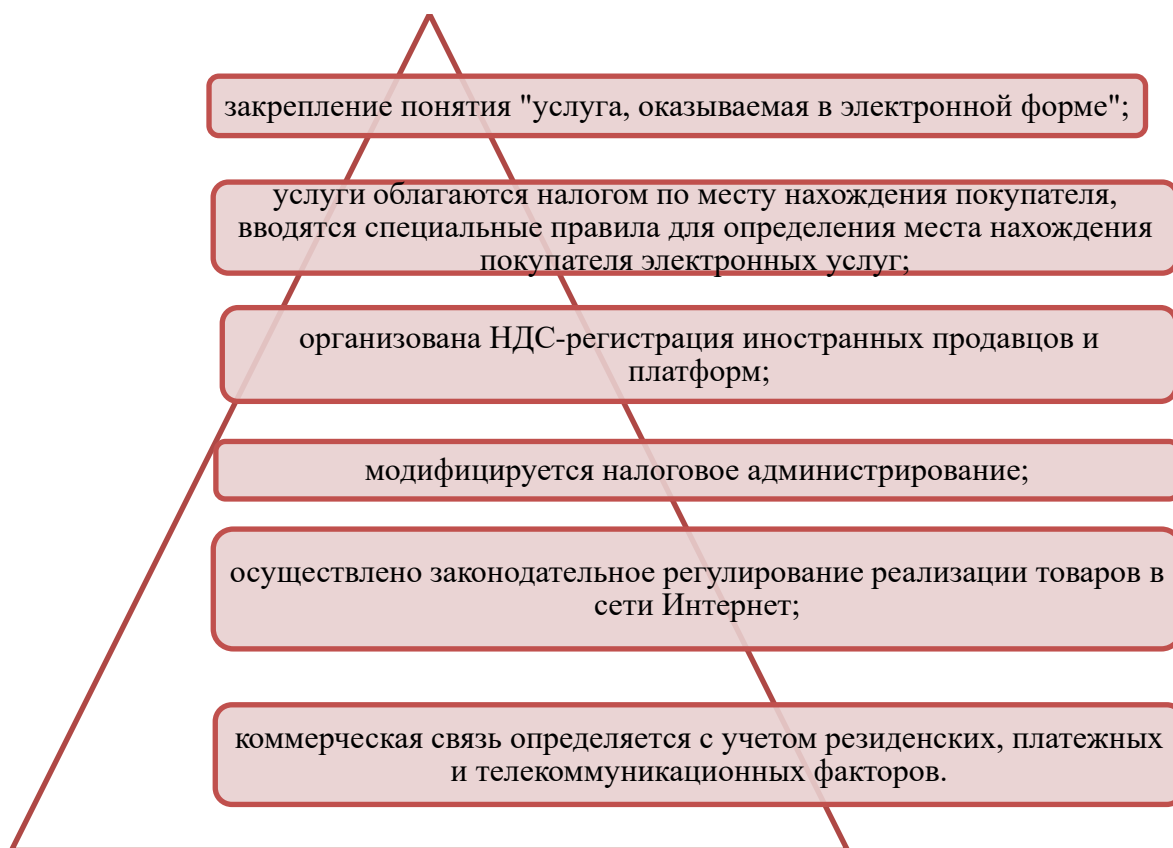 закрепление понятия "услуга, оказываемая в электронной форме";
услуги облагаются налогом по месту нахождения покупателя,
вводятся специальные правила для определения места нахождения
покупателя электронных услуг;
организована НДС-регистрация иностранных продавцов и
платформ;
модифицируется налоговое администрирование;
осуществлено законодательное регулирование реализации товаров в
сети Интернет;
коммерческая связь определяется с учетом резиденских, платежных
и телекоммуникационных факторов.